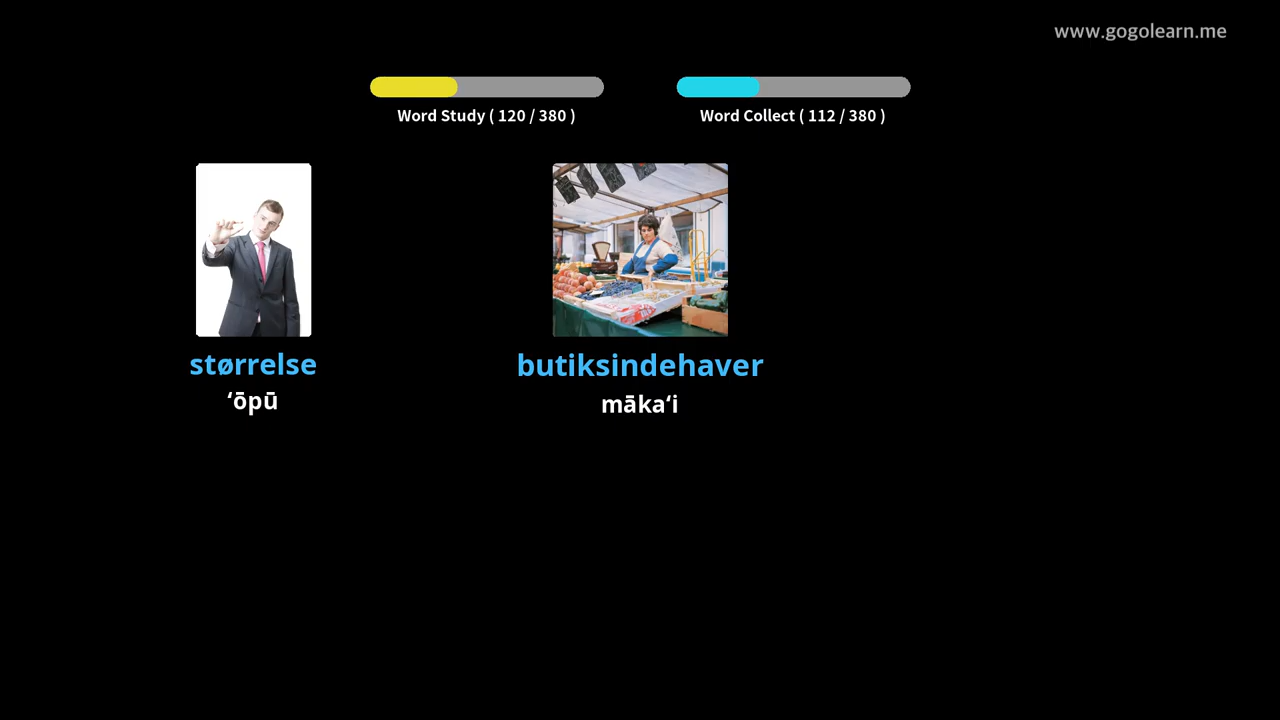 www.gogolearn.me
Word Study ( 120 / 380 )
Word Collect ( 112 / 380 )
størrelse
ʻōpū
butiksindehaver
mākaʻi